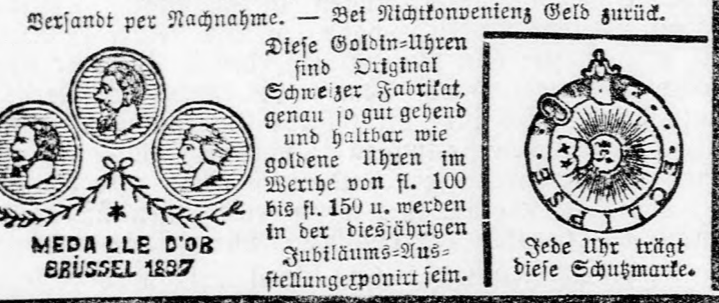 Versandt per Nachnahme. — Bei Nichtkonvenienz Geld zurück.
MEDAILLE D'OR
BRÜSSEL 1897
Diese Goldin-Uhren
sind Original
Schweizer Fabrikat,
genau so gut gehend
und haltbar wie
goldene Uhren im
Werthe von fl. 100
bis fl. 150 u. werden
in der diesjährigen
Jubiläums-Aus-
stellungexponirt sein.
ECLIPSE
Jede Uhr trägt
diese Schutzmarke.